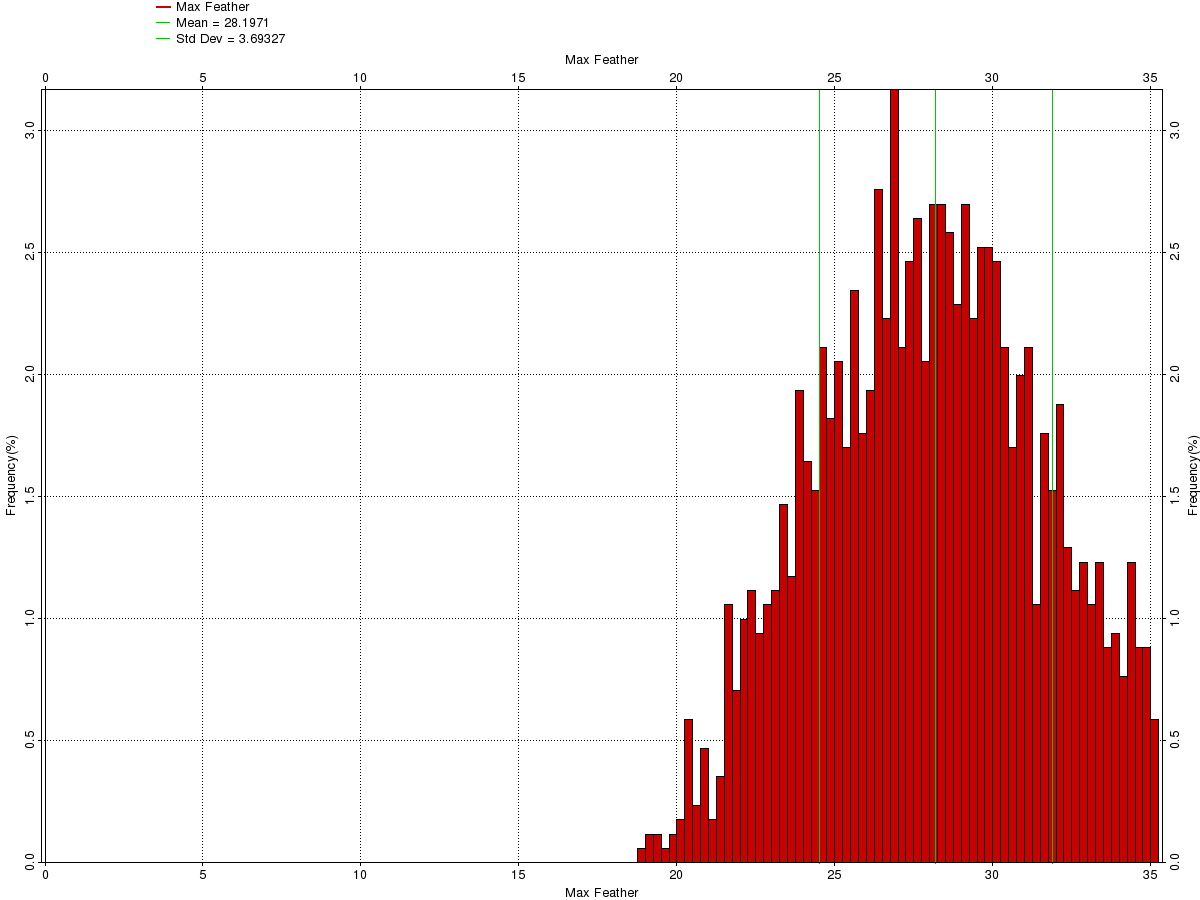 Max Feather
Mean = 28.1971
Std Dev = 3.69327
Max Feather
0 5 10 15 20 25 30 35
3.0 3.0
2.5 2.5
2.0 2.0
1.5 1.5
Frequency(%) Frequency(%)
1.0 1.0
0.5 0.5
0.0 0.0
0 5 10 15 20 25 30 35
Max Feather